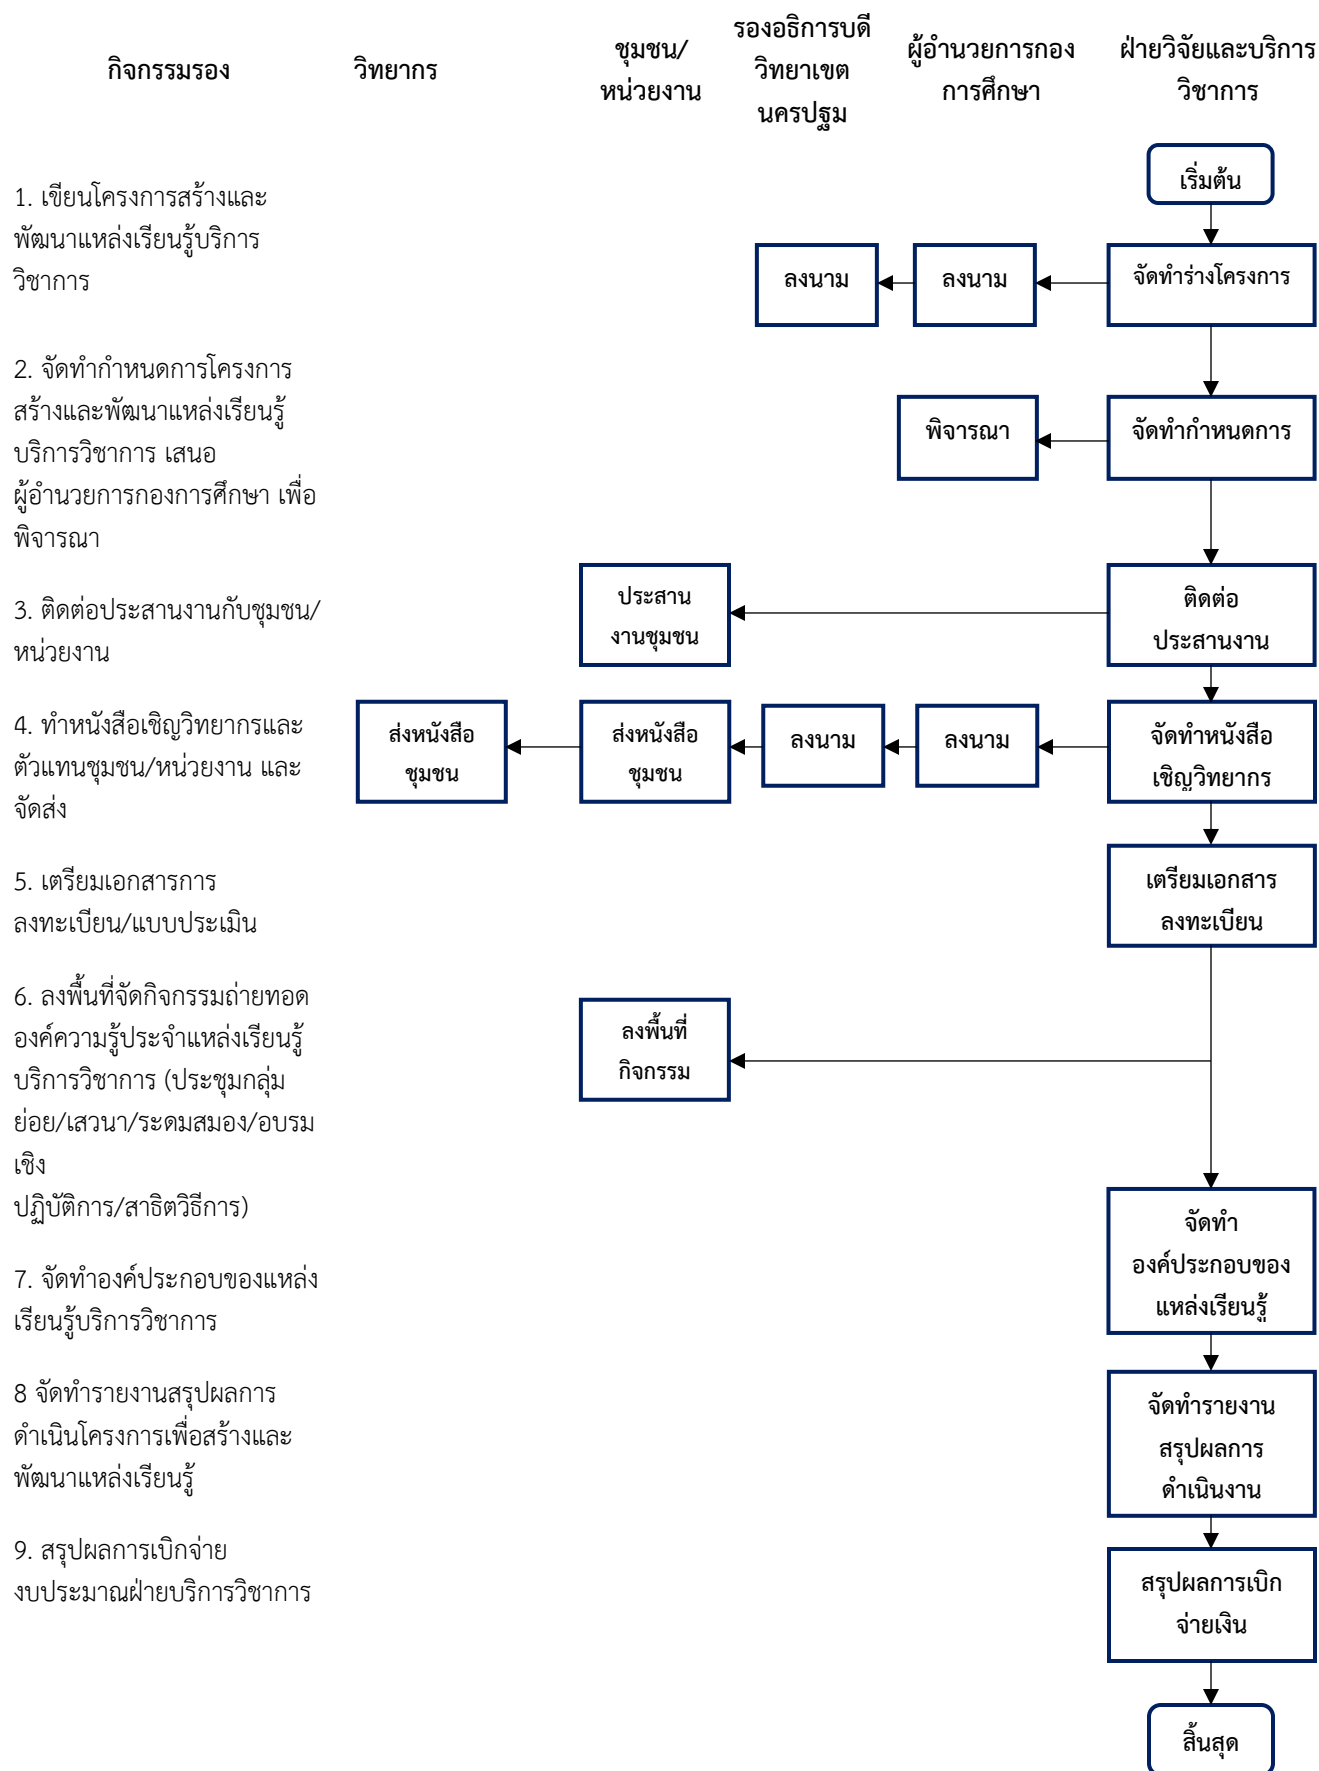 กิจกรรมรอง
วิทยากร
ชุมชน/
หน่วยงาน
รองอธิการบดี
วิทยาเขต
นครปฐม
ผู้อำนวยการกอง
การศึกษา
ฝ่ายวิจัยและบริการ
วิชาการ
เริ่มต้น
1. เขียนโครงการสร้างและ
พัฒนาแหล่งเรียนรู้บริการ
วิชาการ
ลงนาม
ลงนาม
จัดทำร่างโครงการ
2. จัดทำกำหนดการโครงการ
สร้างและพัฒนาแหล่งเรียนรู้
บริการวิชาการ เสนอ
ผู้อำนวยการกองการศึกษา เพื่อ
พิจารณา
พิจารณา
จัดทำกำหนดการ
3. ติดต่อประสานงานกับชุมชน/
หน่วยงาน
ประสาน
งานชุมชน
ติดต่อ
ประสานงาน
4. ทำหนังสือเชิญวิทยากรและ
ตัวแทนชุมชน/หน่วยงาน และ
จัดส่ง
ส่งหนังสือ
ชุมชน
ส่งหนังสือ
ชุมชน
ลงนาม
ลงนาม
จัดทำหนังสือ
เชิญวิทยากร
5. เตรียมเอกสารการ
ลงทะเบียน/แบบประเมิน
เตรียมเอกสาร
ลงทะเบียน
6. ลงพื้นที่จัดกิจกรรมถ่ายทอด
องค์ความรู้ประจำแหล่งเรียนรู้
บริการวิชาการ (ประชุมกลุ่ม
ย่อย/เสวนา/ระดมสมอง/อบรม
เชิง
ปฏิบัติการ/สาธิตวิธีการ)
ลงพื้นที่
กิจกรรม
7. จัดทำองค์ประกอบของแหล่ง
เรียนรู้บริการวิชาการ
จัดทำ
องค์ประกอบของ
แหล่งเรียนรู้
8 จัดทำรายงานสรุปผลการ
ดำเนินโครงการเพื่อสร้างและ
พัฒนาแหล่งเรียนรู้
จัดทำรายงาน
สรุปผลการ
ดำเนินงาน
9. สรุปผลการเบิกจ่าย
งบประมาณฝ่ายบริการวิชาการ
สรุปผลการเบิก
จ่ายเงิน
สิ้นสุด